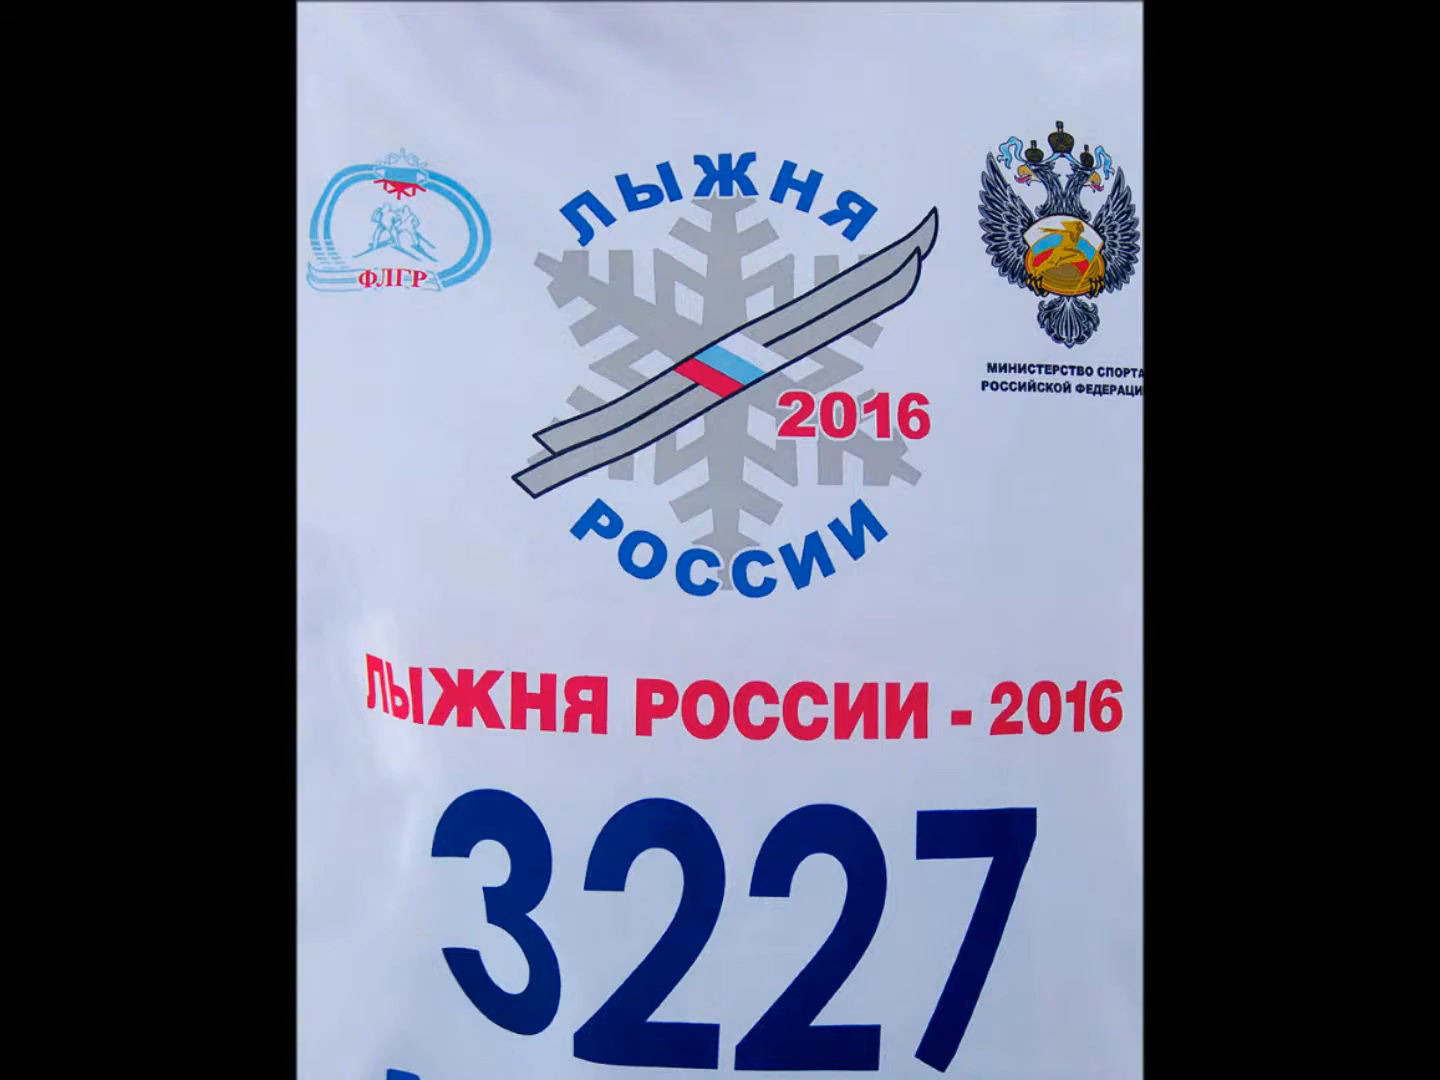 ЛЫЖНЯ
ФЛГР
2016
МИНИСТЕРСТВО СПОРТА
РОССИЙСКОЙ ФЕДЕРАЦИ
РОССИИ
ЛЫЖНЯ РОССИИ - 2016
3227